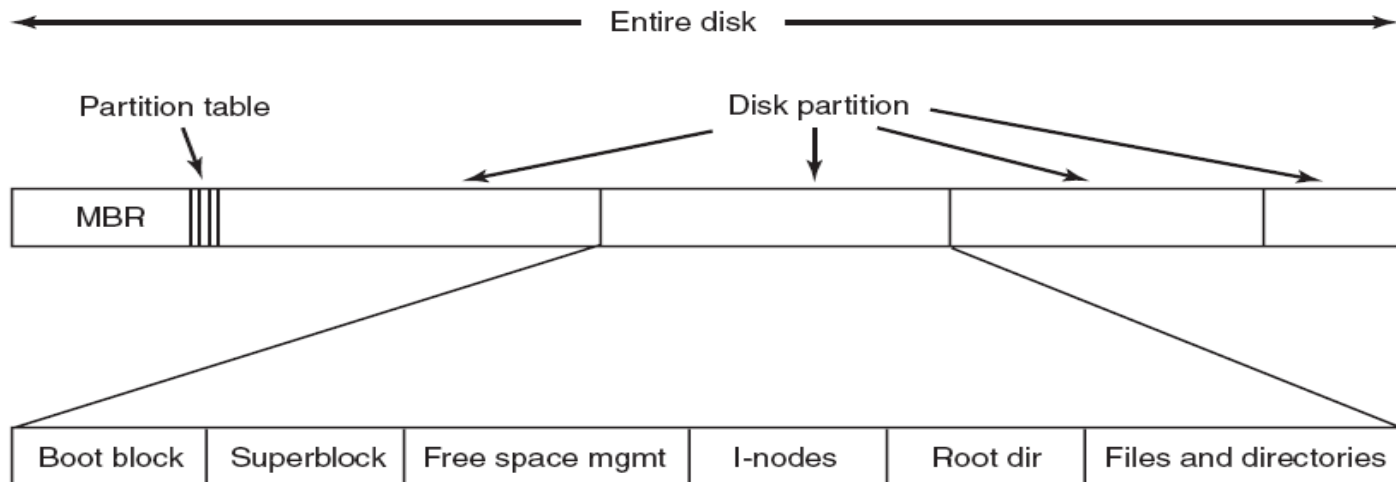 Entire disk
Partition table
Disk partition
MBR
Boot block
Superblock
Free space mgmt
I-nodes
Root dir
Files and directories